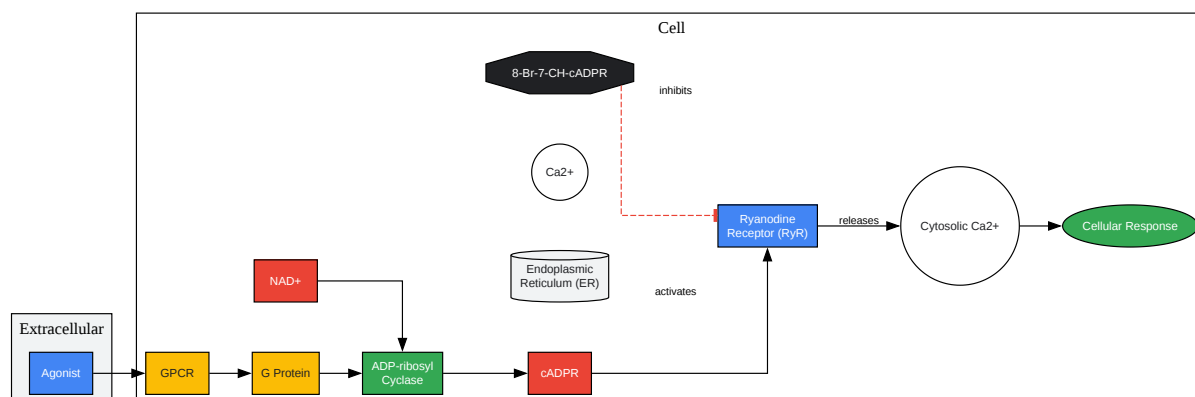 Cell
8-Br-7-CH-cADPR
inhibits
Ca2+
Ryanodine
Receptor (RyR)
releases
Cytosolic Ca2+
Cellular Response
Endoplasmic
Reticulum (ER)
NAD+
activates
Extracellular
Agonist
GPCR
G Protein
ADP-ribosyl
Cyclase
cADPR